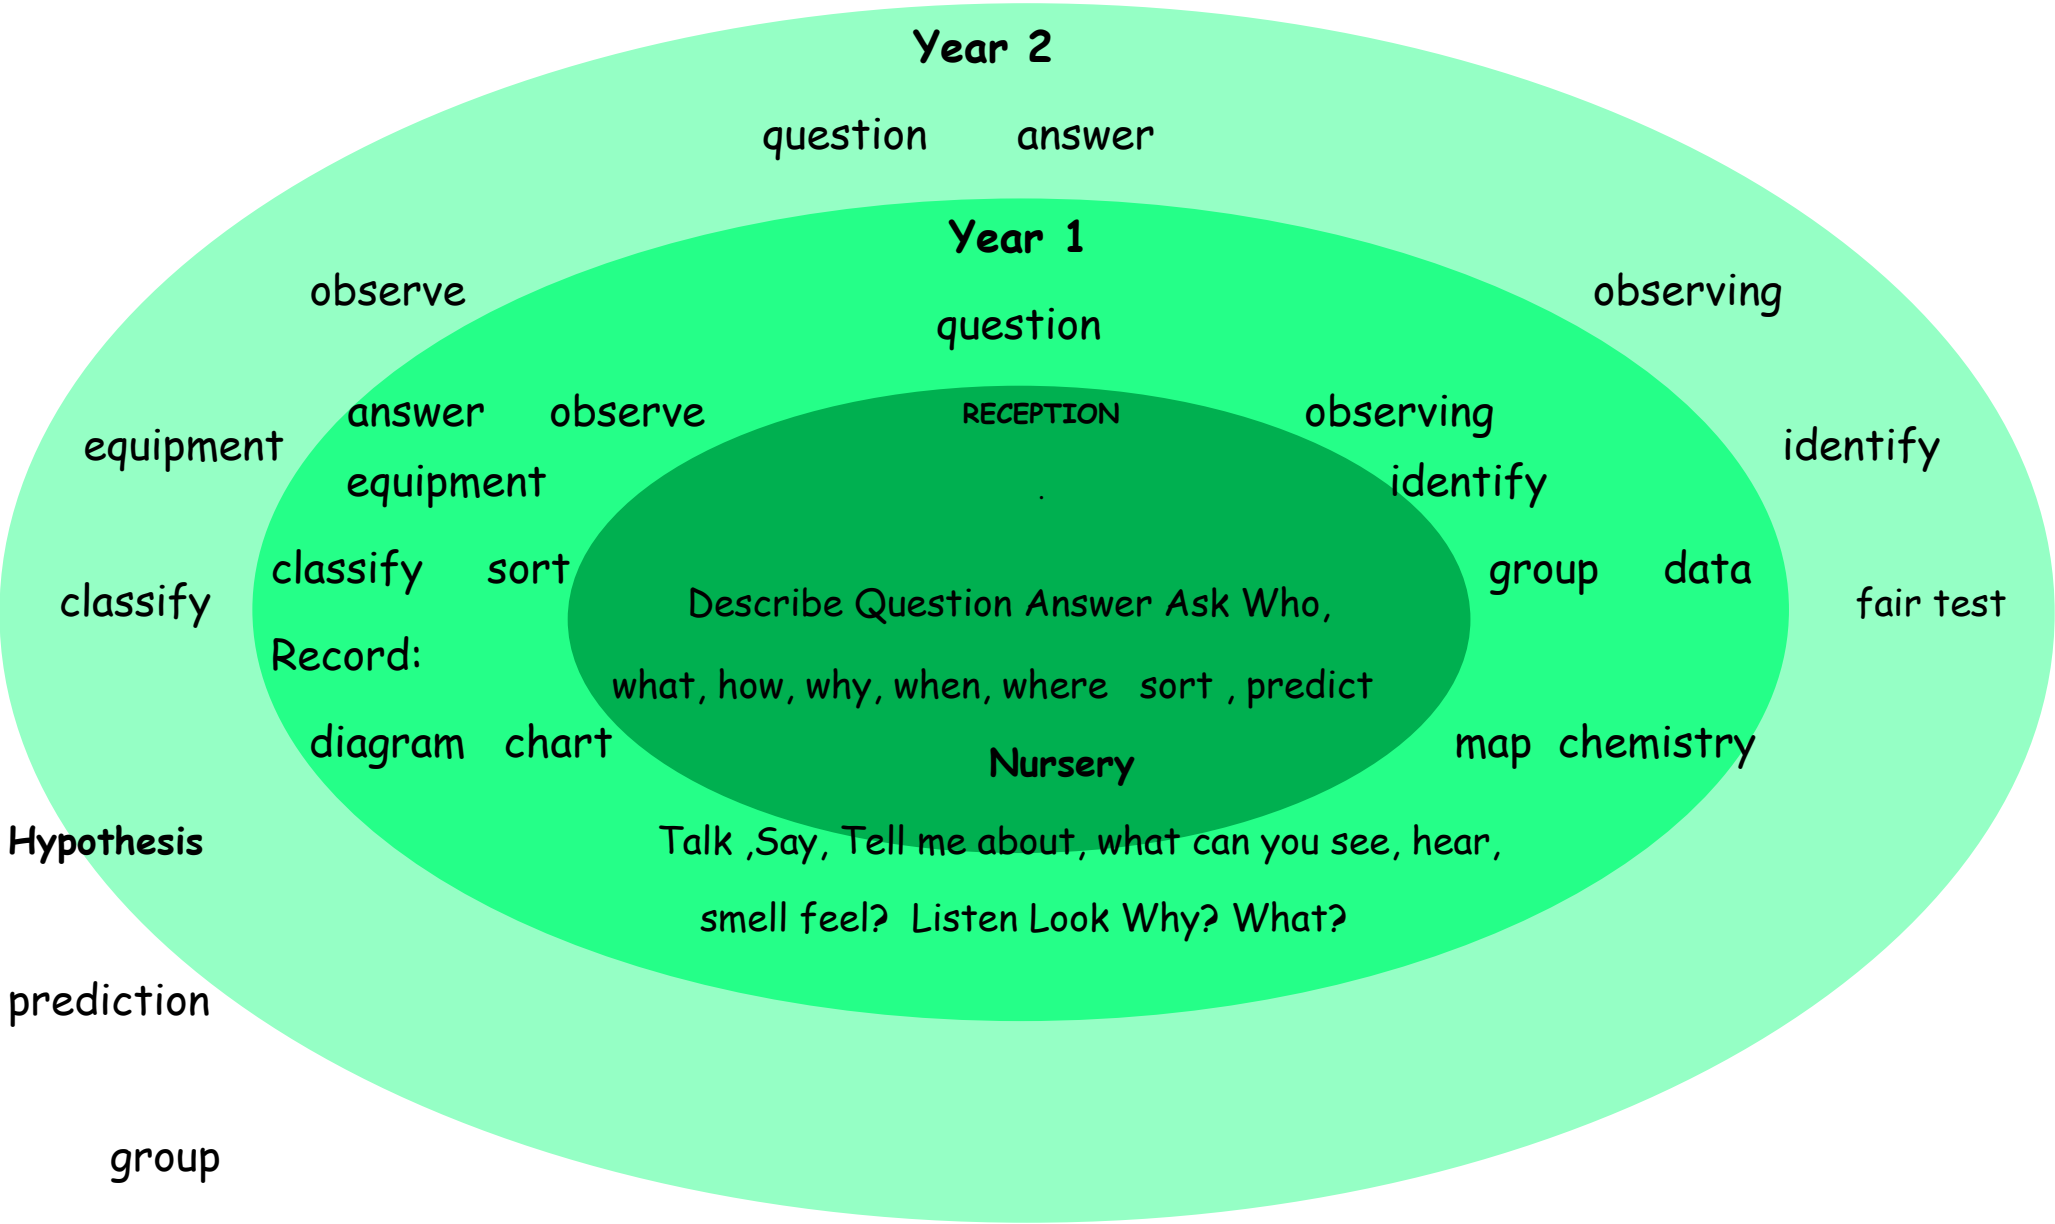 Year 2
question answer
Year 1
observe observing
question
answer observe RECEPTION observing
equipment identify
equipment . identify
classify sort group data
classify Describe Question Answer Ask Who, fair test
Record:
what, how, why, when, where sort , predict
diagram chart map chemistry
Nursery
Hypothesis Talk ,Say, Tell me about, what can you see, hear,
smell feel? Listen Look Why? What?
prediction
group